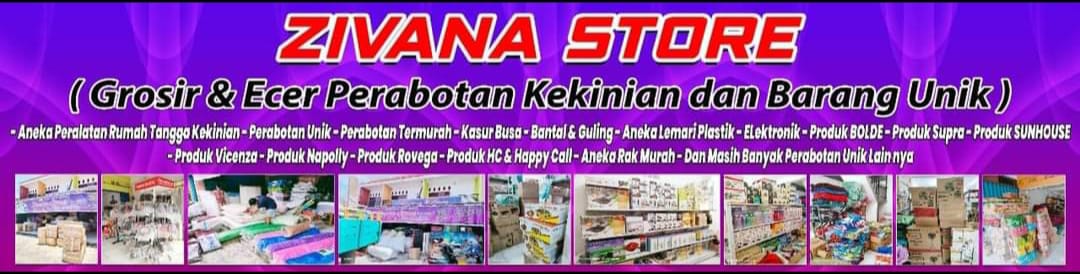 ZIVANA STORE
( Grosir & Ecer Perabotan Kekinian dan Barang Unik )
- Aneka Peralatan Rumah Tangga Kekinian - Perabotan Unik - Perabotan Termurah - Kasur Busa - Bantal & Guling - Aneka Lemari Plastik - ELektronik - Produk BOLDE - Produk Supra - Produk SUNHOUSE
- Produk Vicenza - Produk Napolly - Produk Rovega - Produk HC & Happy Call - Aneka Rak Murah - Dan Masih Banyak Perabotan Unik Lain nya